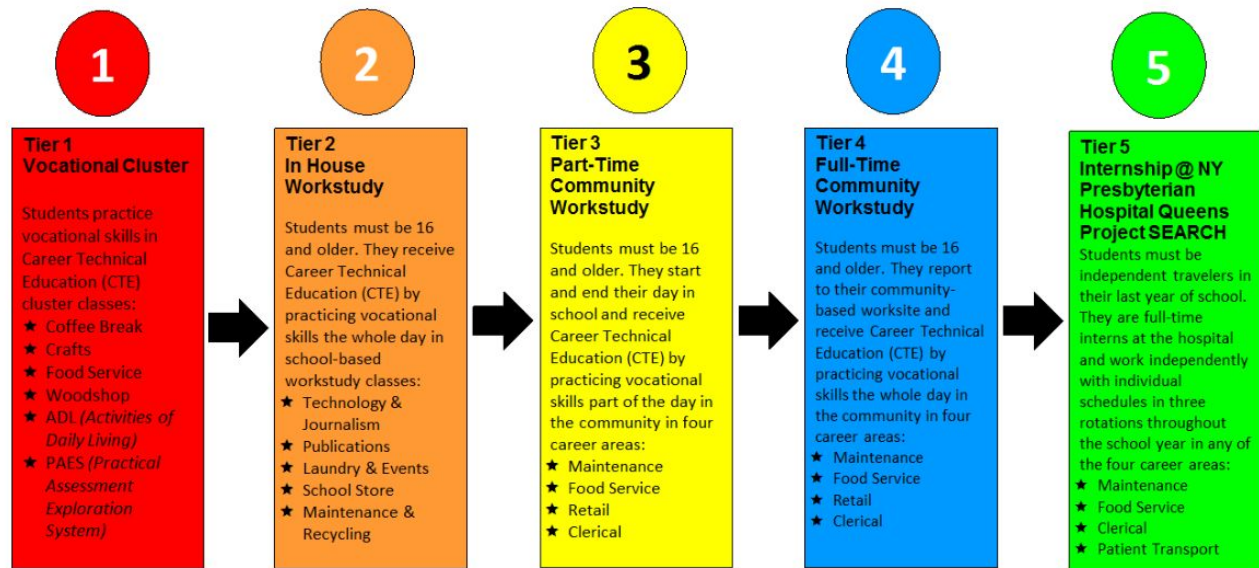 1
2
3
4
5
Tier 1
Vocational Cluster
Students practice
vocational skills in
Career Technical
Education (CTE)
cluster classes:
★ Coffee Break
★ Crafts
★ Food Service
★ Woodshop
★ ADL (Activities of
Daily Living)
★ PAES (Practical
Assessment
Exploration
System)
Tier 2
In House
Workstudy
Students must be 16
and older. They receive
Career Technical
Education (CTE) by
practicing vocational
skills the whole day in
school-based
workstudy classes:
★ Technology &
Journalism
★ Publications
★ Laundry & Events
★ School Store
★ Maintenance &
Recycling
Tier 3
Part-Time
Community
Workstudy
Students must be 16
and older. They start
and end their day in
school and receive
Career Technical
Education (CTE) by
practicing vocational
skills part of the day in
the community in four
career areas:
★ Maintenance
★ Food Service
★ Retail
★ Clerical
Tier 4
Full-Time
Community
Workstudy
Students must be 16
and older. They report
to their community-
based worksite and
receive Career Technical
Education (CTE) by
practicing vocational
skills the whole day in
the community in four
career areas:
★ Maintenance
★ Food Service
★ Retail
★ Clerical
Tier 5
Internship @ NY
Presbyterian
Hospital Queens
Project SEARCH
Students must be
independent travelers in
their last year of school.
They are full-time
interns at the hospital
and work independently
with individual
schedules in three
rotations throughout
the school year in any of
the four career areas:
★ Maintenance
★ Food Service
★ Clerical
★ Patient Transport